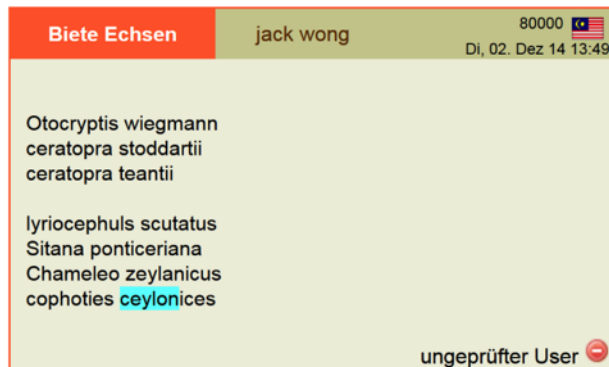 Biete Echsen
jack wong
80000
Di, 02. Dez 14 13:49
Otocryptis wiegmann
ceratopra stoddartii
ceratopra teantii
lyriocephuls scutatus
Sitana ponticeriana
Chameleo zeylanicus
cophoties ceylonices
ungeprüfter User